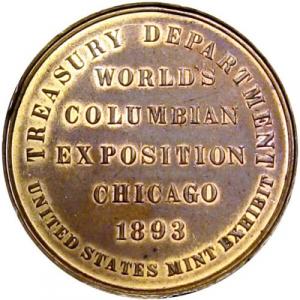 TREASURY DEPARTMENT
WORLD'S
COLUMBIAN
EXPOSITION
CHICAGO
1893
UNITED STATES MINT EXHIBIT